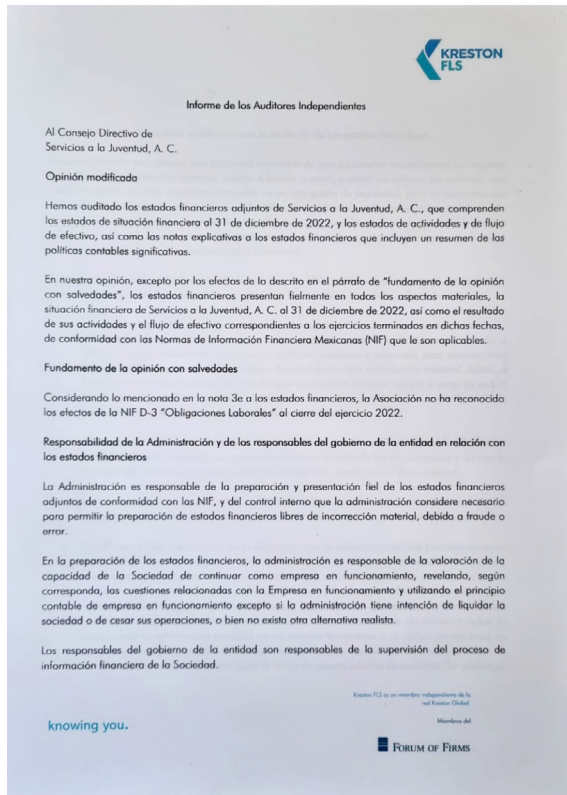 KRESTON
FLS
Informe de los Auditores Independientes
Al Consejo Directivo de
Servicios a la Juventud, A. C.
Opinión modificada
Hemos auditado los estados financieros adjuntos de Servicios a la Juventud, A. C., que comprenden
los estados de situación financiera al 31 de diciembre de 2022, y los estados de actividades y de flujo
de efectivo, así como las notas explicativas a los estados financieros que incluyen un resumen de las
políticas contables significativas.
En nuestra opinión, excepto por los efectos de lo descrito en el párrafo de "fundamento de la opinión
con salvedades", los estados financieros presentan fielmente en todos los aspectos materiales, la
situación financiera de Servicios a la Juventud, A. C. al 31 de diciembre de 2022, así como el resultado
de sus actividades y el flujo de efectivo correspondientes a los ejercicios terminados en dichas fechas,
de conformidad con las Normas de Información Financiera Mexicanas (NIF) que le son aplicables.
Fundamento de la opinión con salvedades
Considerando lo mencionado en la nota 3e a los estados financieros, la Asociación no ha reconocido
los efectos de la NIF D-3 "Obligaciones Laborales" al cierre del ejercicio 2022.
Responsabilidad de la Administración y de los responsables del gobierno de la entidad en relación con
los estados financieros
La Administración es responsable de la preparación y presentación fiel de los estados financieros
adjuntos de conformidad con las NIF, y del control interno que la administración considere necesario
para permitir la preparación de estados financieros libres de incorrección material, debido a fraude o
error.
En la preparación de los estados financieros, la administración es responsable de la valoración de la
capacidad de la Sociedad de continuar como empresa en funcionamiento, revelando, según
corresponda, las cuestiones relacionadas con la Empresa en funcionamiento y utilizando el principio
contable de empresa en funcionamiento excepto si la administración tiene intención de liquidar la
sociedad o de cesar sus operaciones, o bien no exista otra alternativa realista.
Los responsables del gobierno de la entidad son responsables de la supervisión del proceso de
información financiera de la Sociedad.
Kreston FLS es un miembro independiente de la
red Kreston Global.
knowing you.
Miembros del
FORUM OF FIRMS